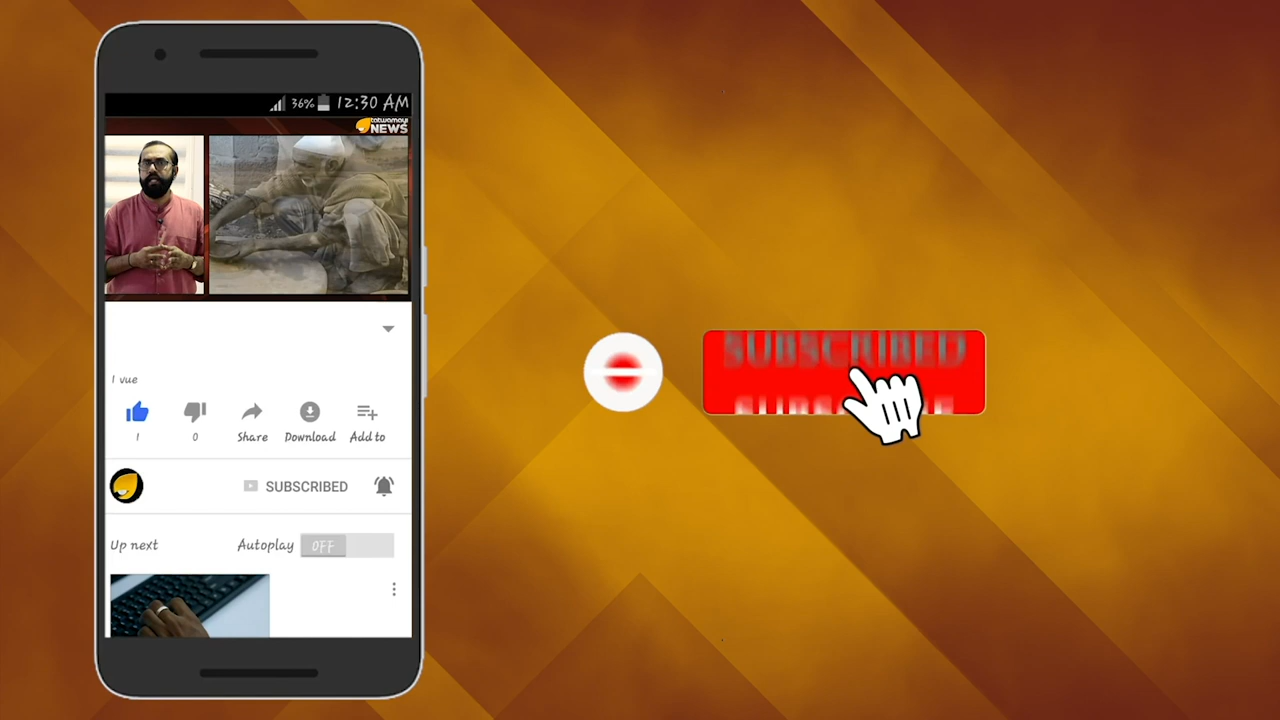 36% 12:30 AM
tatwamayi
NEWS
1 vue
1
0
Share
Download
Add to
SUBSCRIBED
Up next
Autoplay
OFF
SUBSCRIBED